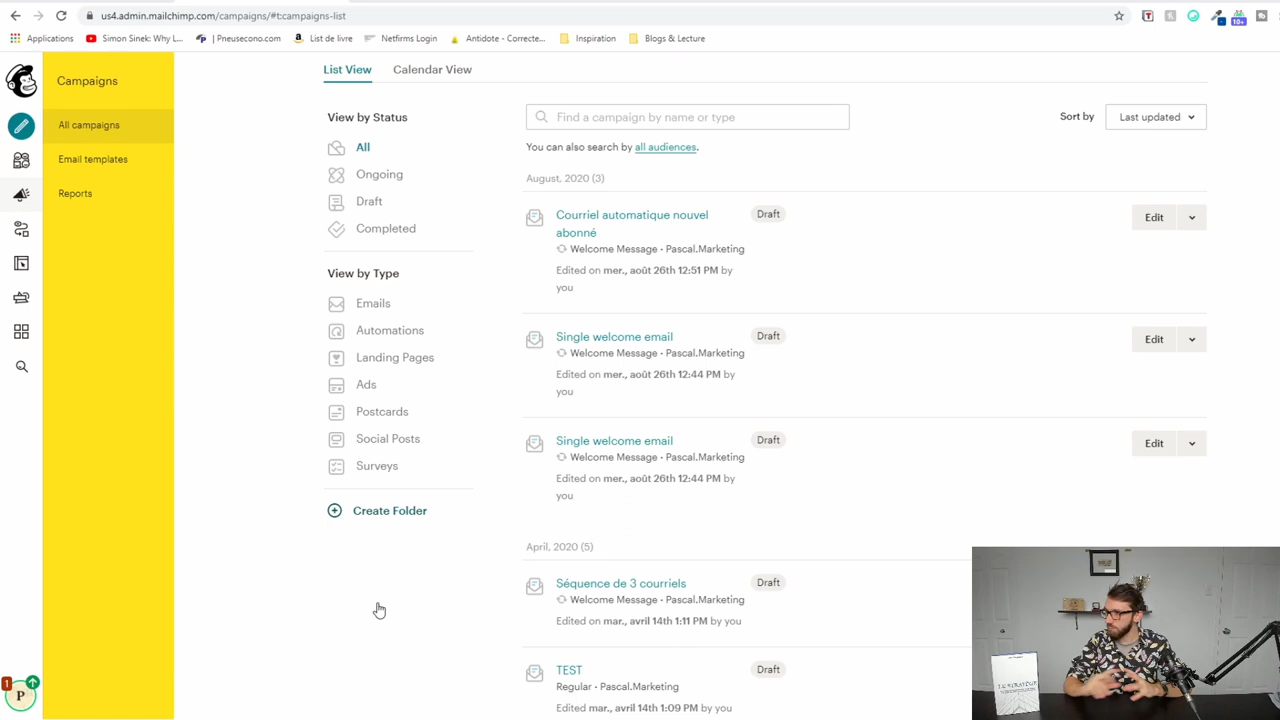 us4.admin.mailchimp.com/campaigns/#t:campaigns-list
Applications
Simon Sinek: Why L...
| Pneusecono.com
List de livre
Netfirms Login
Antidote - Correcte...
Inspiration
Blogs & Lecture
10+
Campaigns
All campaigns
Email templates
Reports
List View
Calendar View
View by Status
All
Ongoing
Draft
Completed
View by Type
Emails
Automations
Landing Pages
Ads
Postcards
Social Posts
Surveys
Create Folder
Find a campaign by name or type
Sort by
Last updated
You can also search by all audiences.
August, 2020 (3)
Courriel automatique nouvel
abonné
Draft
Edit
Welcome Message • Pascal.Marketing
Edited on mer., août 26th 12:51 PM by
you
Single welcome email
Draft
Edit
Welcome Message • Pascal.Marketing
Edited on mer., août 26th 12:44 PM by
you
Single welcome email
Draft
Edit
Welcome Message • Pascal.Marketing
Edited on mer., août 26th 12:44 PM by
you
April, 2020 (5)
Séquence de 3 courriels
Draft
Welcome Message • Pascal.Marketing
Edited on mar., avril 14th 1:11 PM by you
TEST
Draft
Regular • Pascal.Marketing
Edited mar., avril 14th 1:09 PM by you
1
P